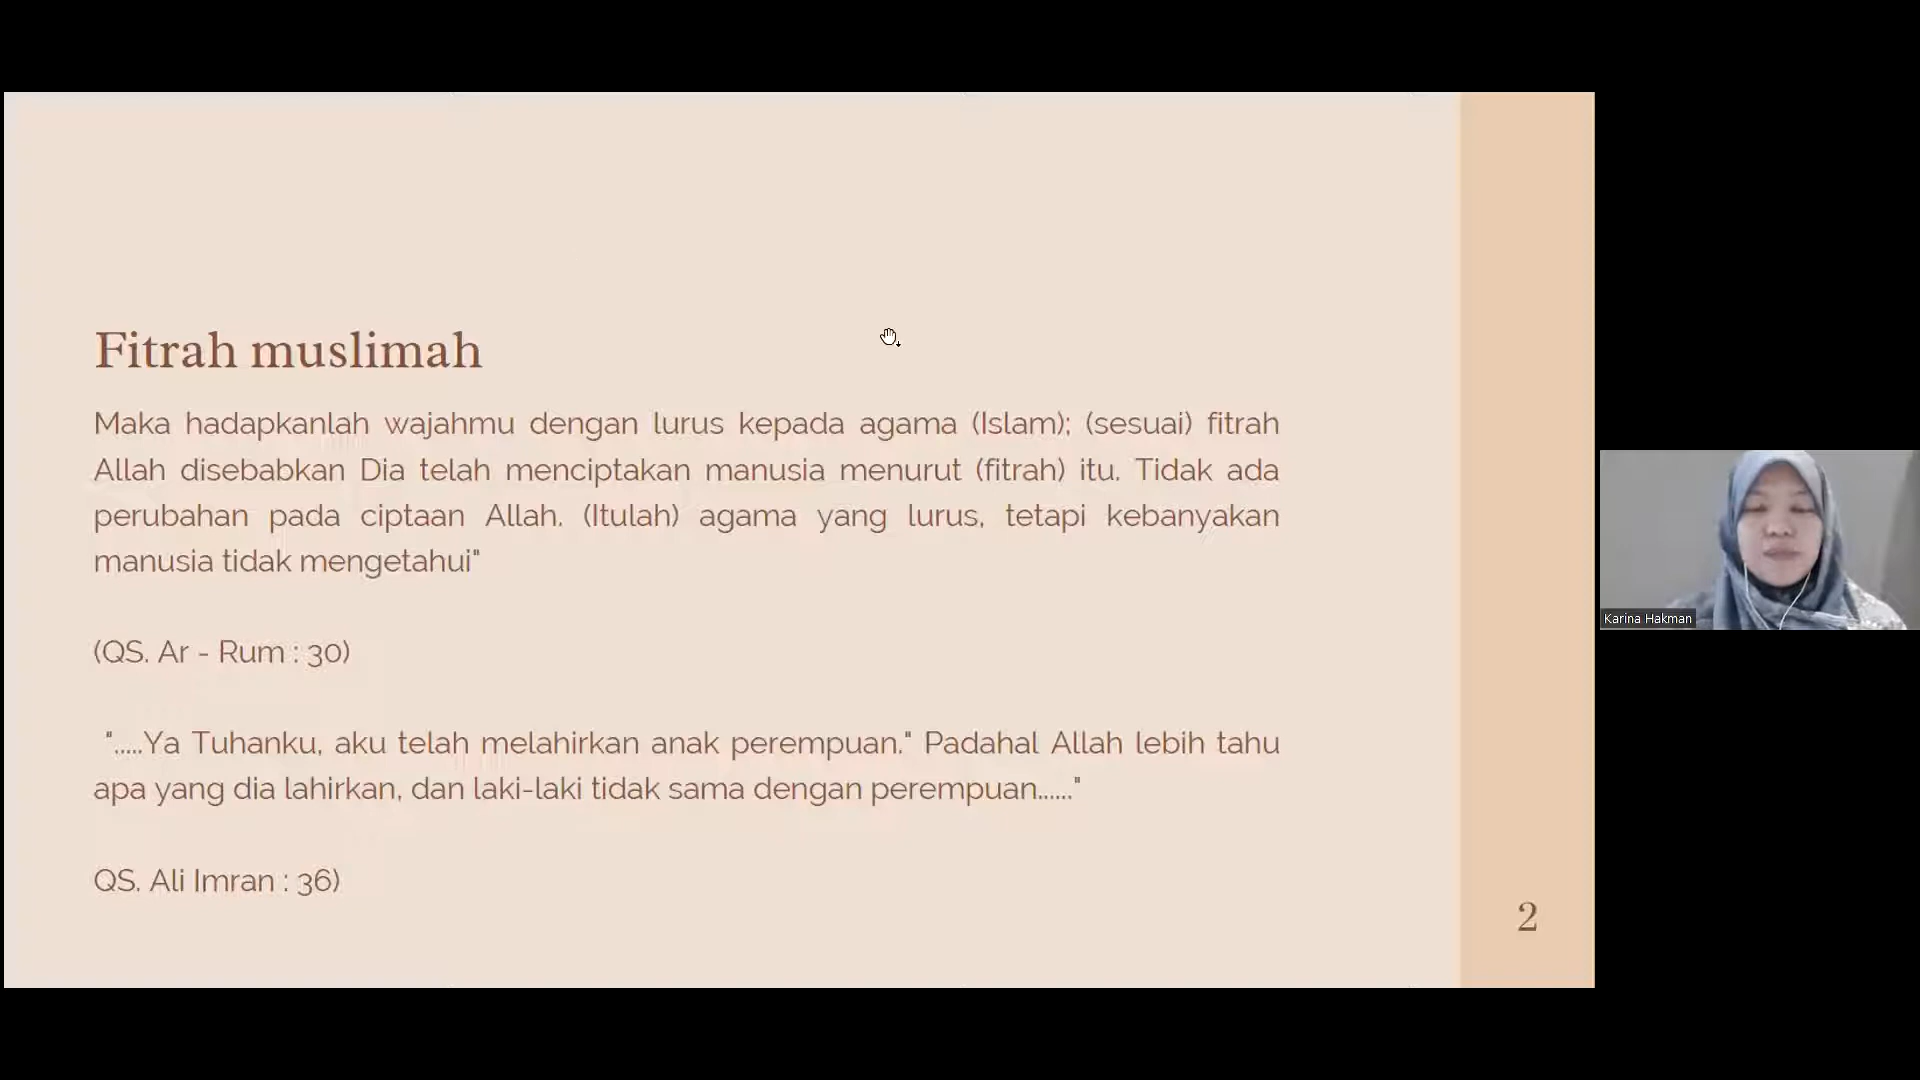 Fitrah muslimah
Maka hadapkanlah wajahmu dengan lurus kepada agama (Islam); (sesuai) fitrah
Allah disebabkan Dia telah menciptakan manusia menurut (fitrah) itu. Tidak ada
perubahan pada ciptaan Allah. (Itulah) agama yang lurus, tetapi kebanyakan
manusia tidak mengetahui"
(QS. Ar - Rum : 30)
".....Ya Tuhanku, aku telah melahirkan anak perempuan." Padahal Allah lebih tahu
apa yang dia lahirkan, dan laki-laki tidak sama dengan perempuan......"
QS. Ali Imran : 36)
2
Karina Hakman